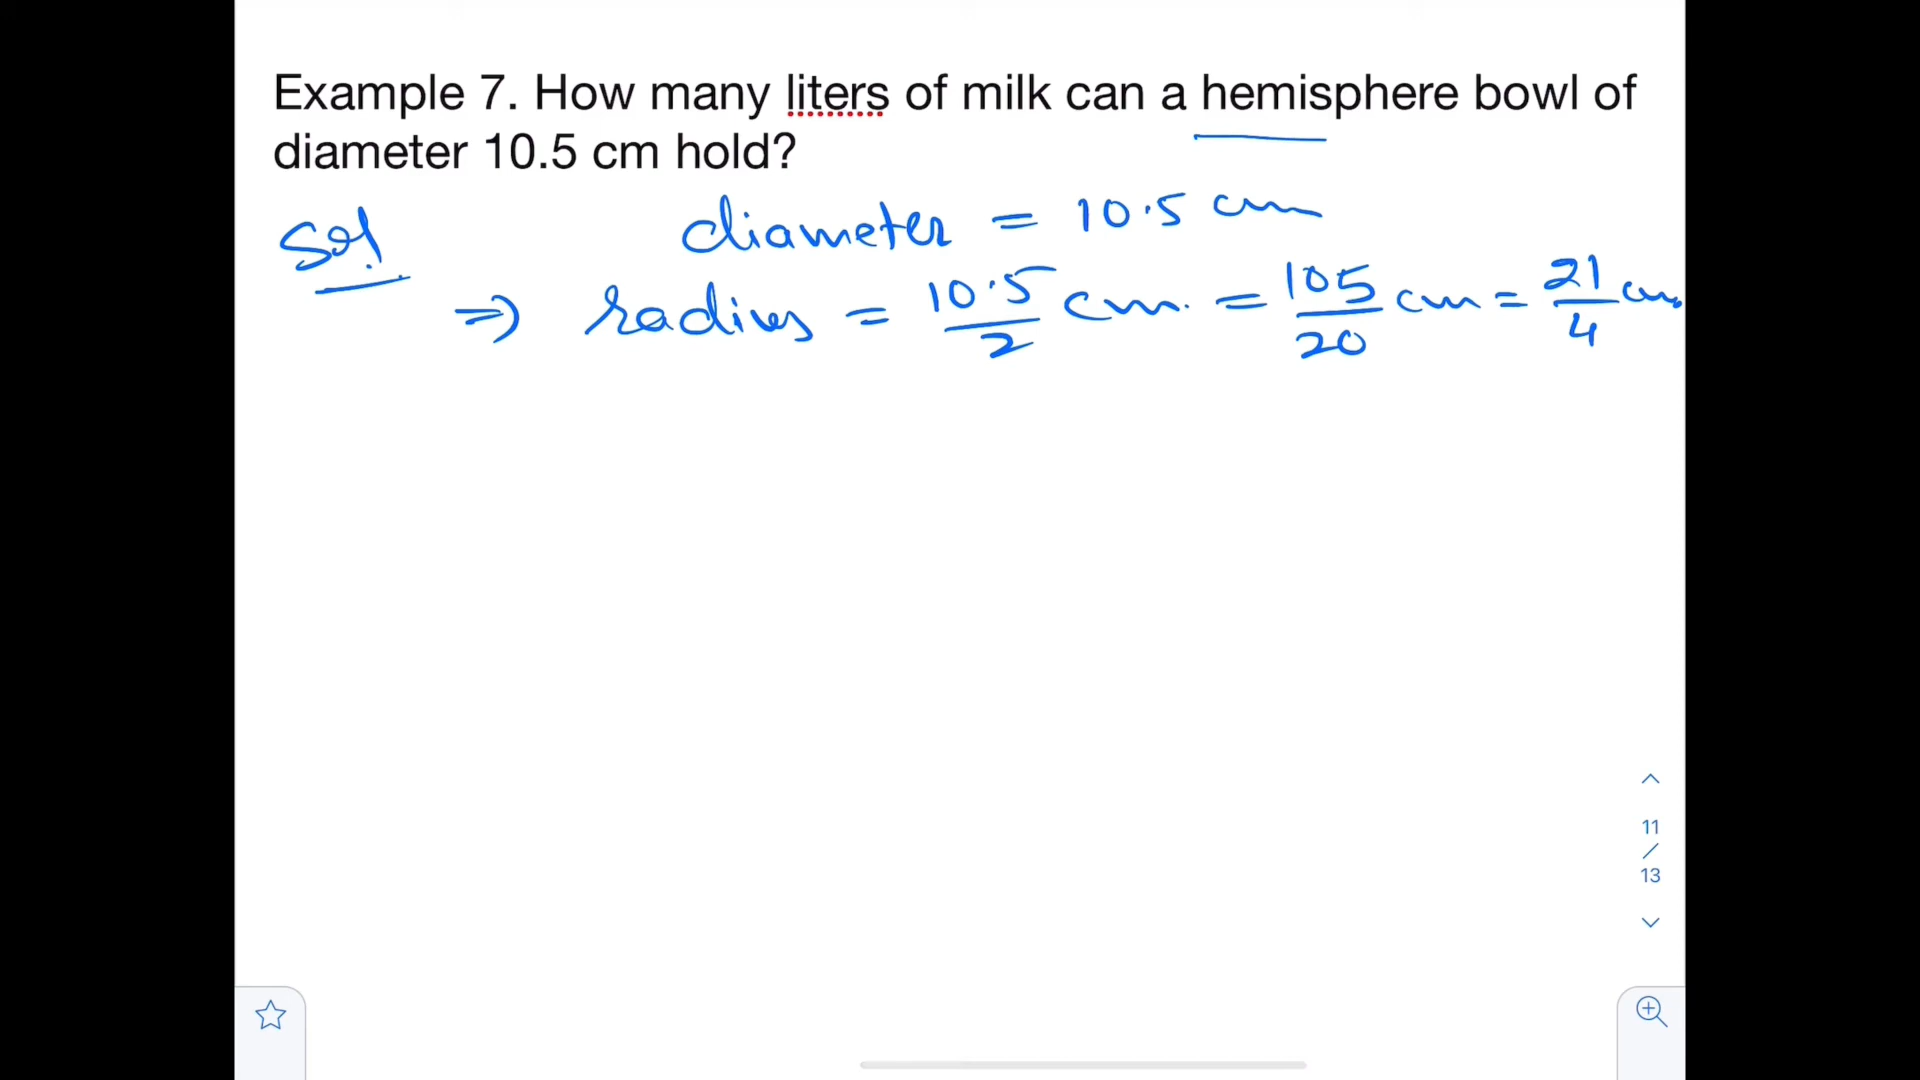 Example 7. How many liters of milk can a hemisphere bowl of
diameter 10.5 cm hold?
Sol diameter = 10.5 cm
⇒ radius = 10.5/2 cm. = 105/20 cm = 21/4 cm
11
/
13